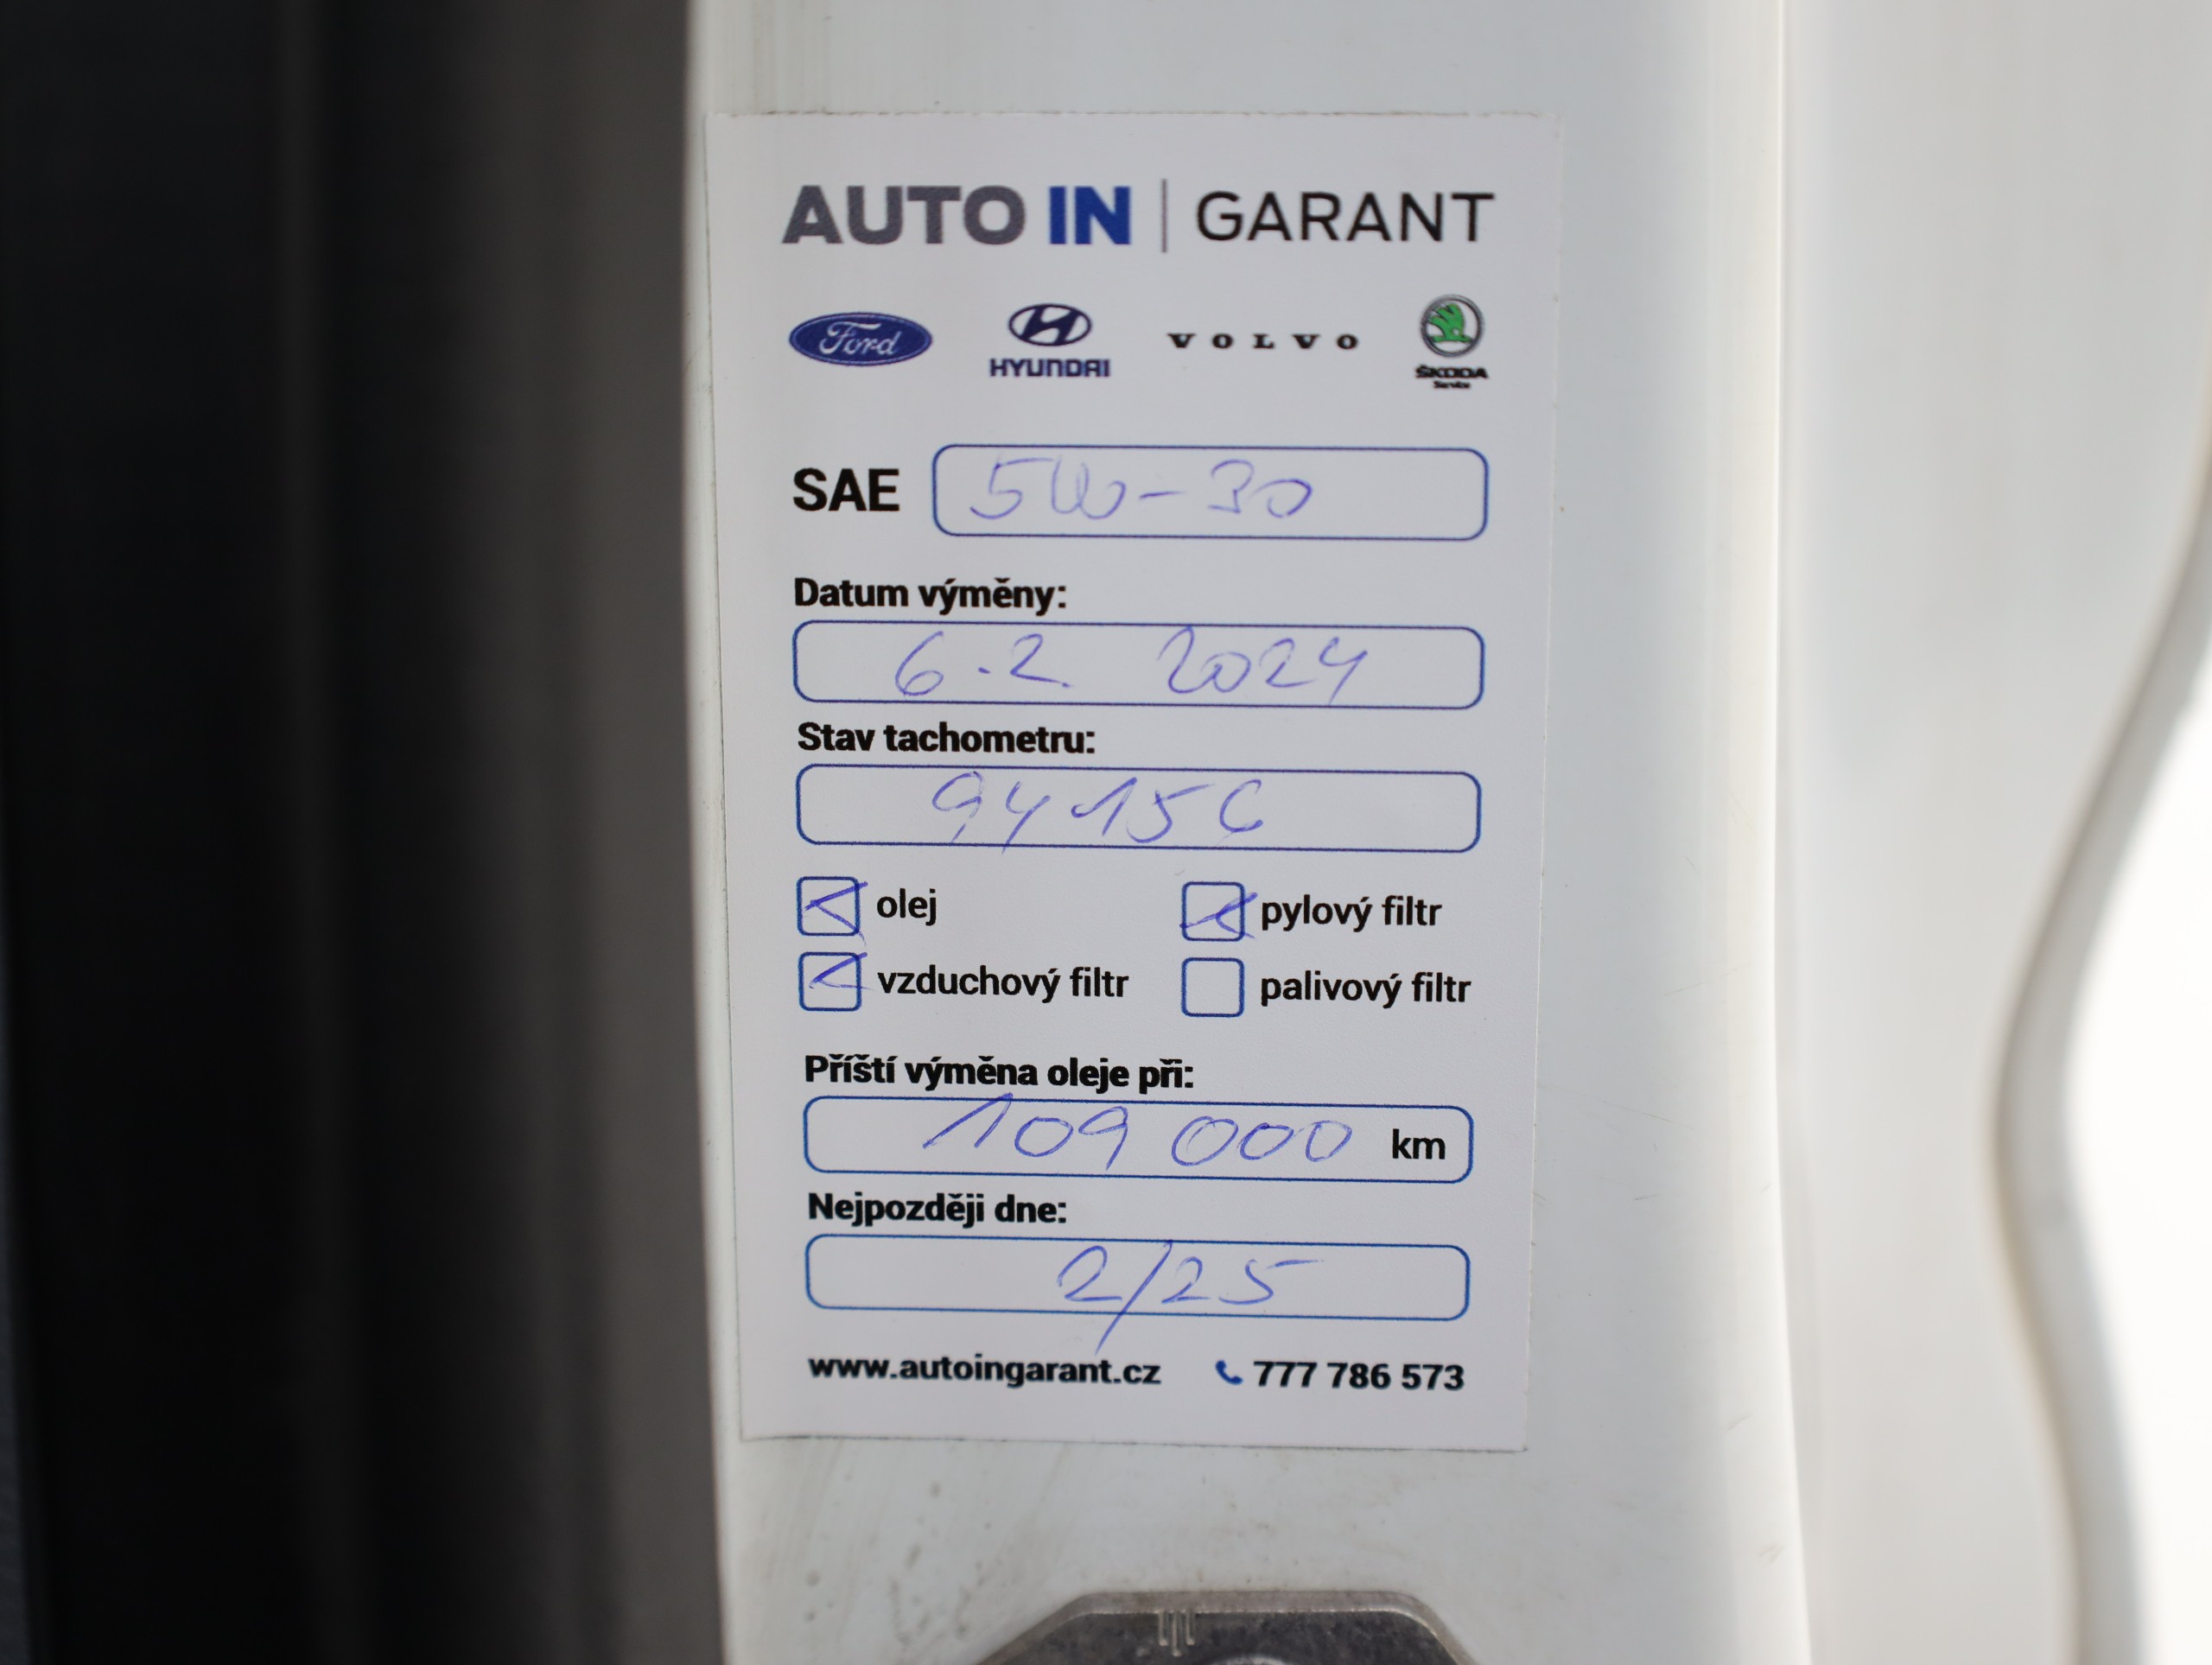 AUTO IN | GARANT
Ford HYUNDAI VOLVO ŠKODA
Service
SAE 5W-30
Datum výměny:
6.2. 2024
Stav tachometru:
94156
olej pylový filtr
vzduchový filtr palivový filtr
Příští výměna oleje při:
109 000 km
Nejpozději dne:
2/25
www.autoingarant.cz 777 786 573